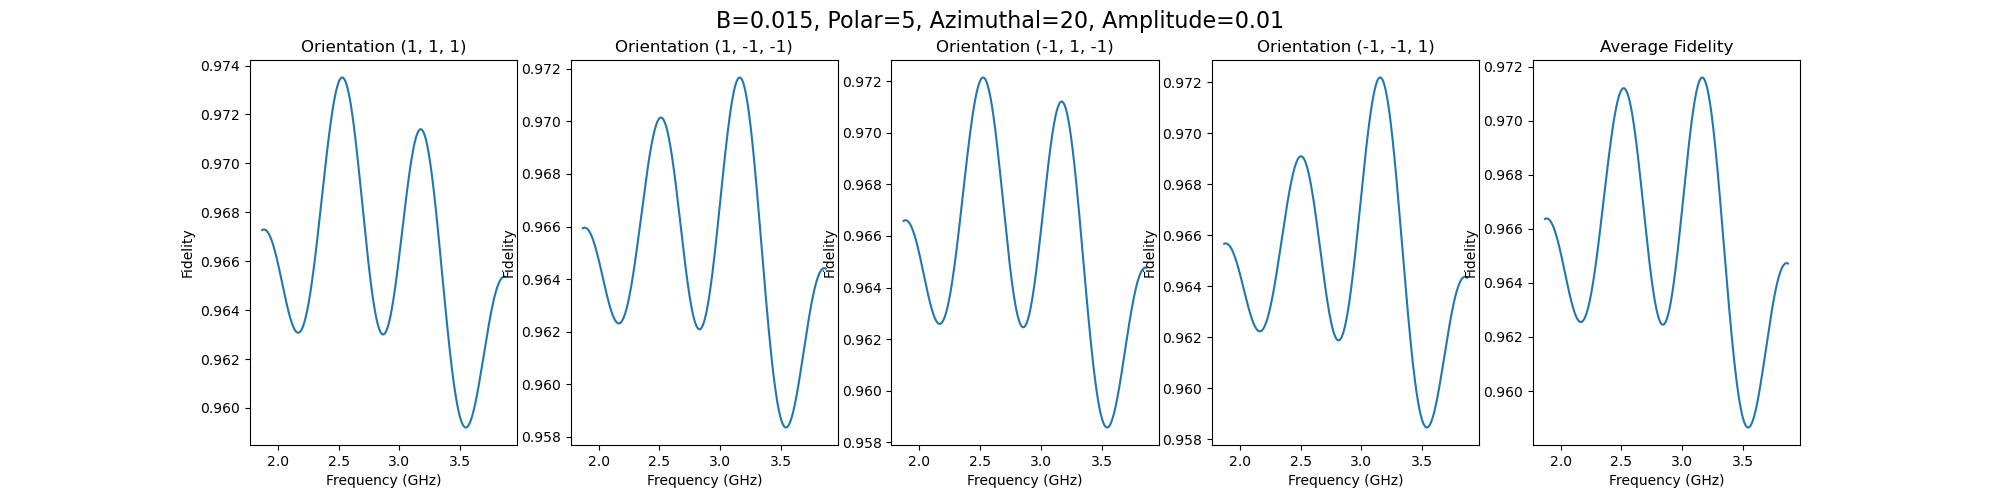 B=0.015, Polar=5, Azimuthal=20, Amplitude=0.01
Orientation (1, 1, 1)
0.974
0.972
0.970
0.968
0.966
0.964
0.962
0.960
Fidelity
2.0 2.5 3.0 3.5
Frequency (GHz)
Orientation (1, -1, -1)
0.972
0.970
0.968
0.966
0.964
0.962
0.960
0.958
Fidelity
2.0 2.5 3.0 3.5
Frequency (GHz)
Orientation (-1, 1, -1)
0.972
0.970
0.968
0.966
0.964
0.962
0.960
0.958
Fidelity
2.0 2.5 3.0 3.5
Frequency (GHz)
Orientation (-1, -1, 1)
0.972
0.970
0.968
0.966
0.964
0.962
0.960
0.958
Fidelity
2.0 2.5 3.0 3.5
Frequency (GHz)
Average Fidelity
0.972
0.970
0.968
0.966
0.964
0.962
0.960
Fidelity
2.0 2.5 3.0 3.5
Frequency (GHz)